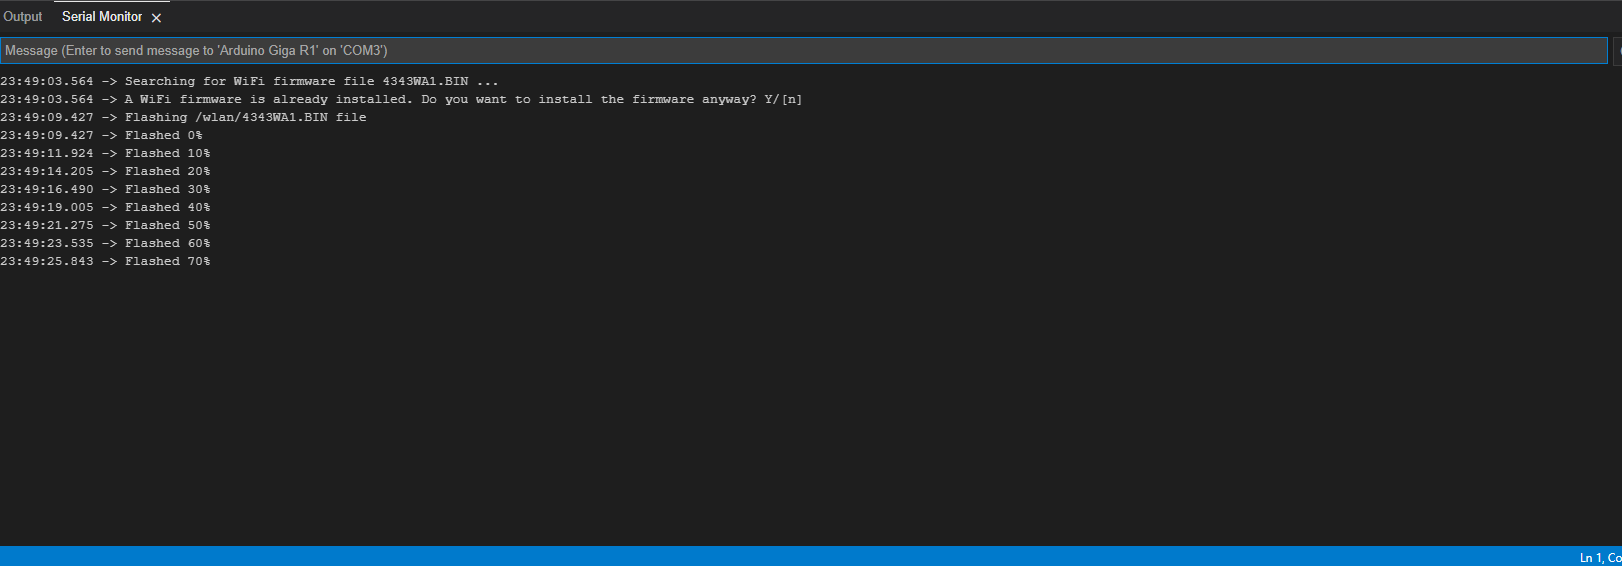 Output Serial Monitor
Message (Enter to send message to 'Arduino Giga R1' on 'COM3')
23:49:03.564 -> Searching for WiFi firmware file 4343WA1.BIN ...
23:49:03.564 -> A WiFi firmware is already installed. Do you want to install the firmware anyway? Y/[n]
23:49:09.427 -> Flashing /wlan/4343WA1.BIN file
23:49:09.427 -> Flashed 0%
23:49:11.924 -> Flashed 10%
23:49:14.205 -> Flashed 20%
23:49:16.490 -> Flashed 30%
23:49:19.005 -> Flashed 40%
23:49:21.275 -> Flashed 50%
23:49:23.535 -> Flashed 60%
23:49:25.843 -> Flashed 70%
Ln 1, Co